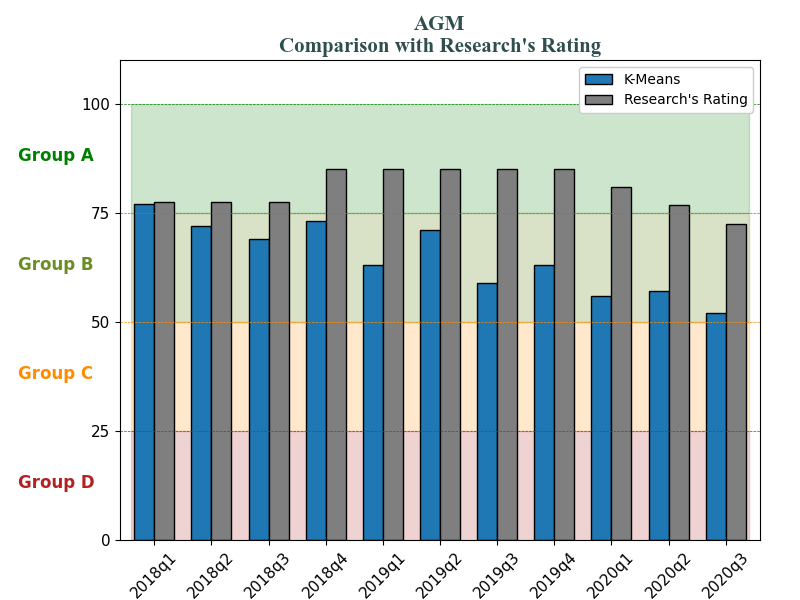 AGM
Comparison with Research's Rating
K-Means
Research's Rating
100
Group A
75
Group B
50
Group C
25
Group D
0
2018q1
2018q2
2018q3
2018q4
2019q1
2019q2
2019q3
2019q4
2020q1
2020q2
2020q3